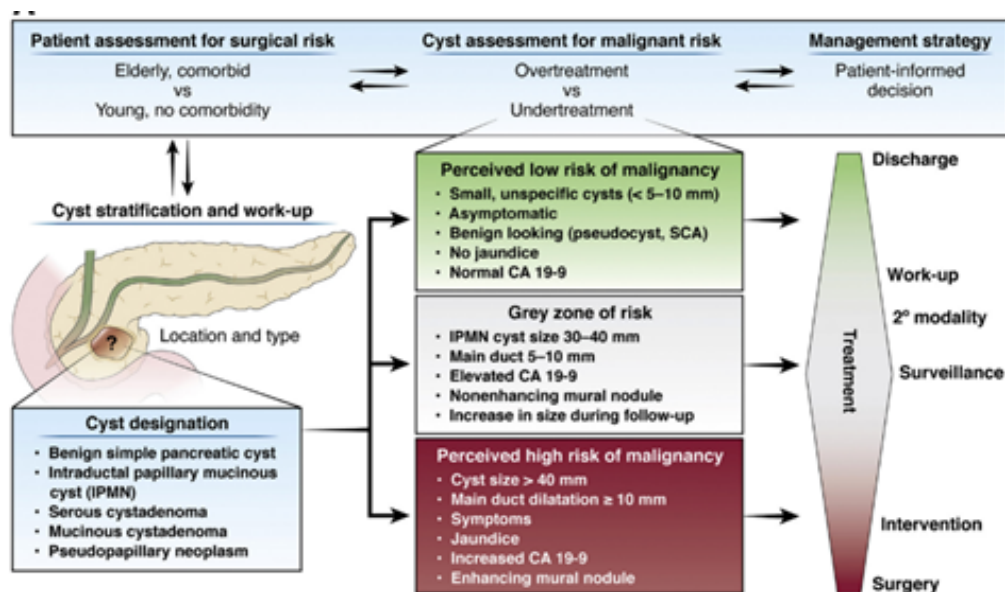 Patient assessment for surgical risk
Elderly, comorbid
vs
Young, no comorbidity
Cyst assessment for malignant risk
Overtreatment
vs
Undertreatment
Management strategy
Patient-informed
decision
Cyst stratification and work-up
?
Location and type
Cyst designation
• Benign simple pancreatic cyst
• Intraductal papillary mucinous
cyst (IPMN)
• Serous cystadenoma
• Mucinous cystadenoma
• Pseudopapillary neoplasm
Perceived low risk of malignancy
• Small, unspecific cysts (< 5–10 mm)
• Asymptomatic
• Benign looking (pseudocyst, SCA)
• No jaundice
• Normal CA 19-9
Grey zone of risk
• IPMN cyst size 30–40 mm
• Main duct 5–10 mm
• Elevated CA 19-9
• Nonenhancing mural nodule
• Increase in size during follow-up
Perceived high risk of malignancy
• Cyst size > 40 mm
• Main duct dilatation ≥ 10 mm
• Symptoms
• Jaundice
• Increased CA 19-9
• Enhancing mural nodule
Treatment
Discharge
Work-up
2º modality
Surveillance
Intervention
Surgery